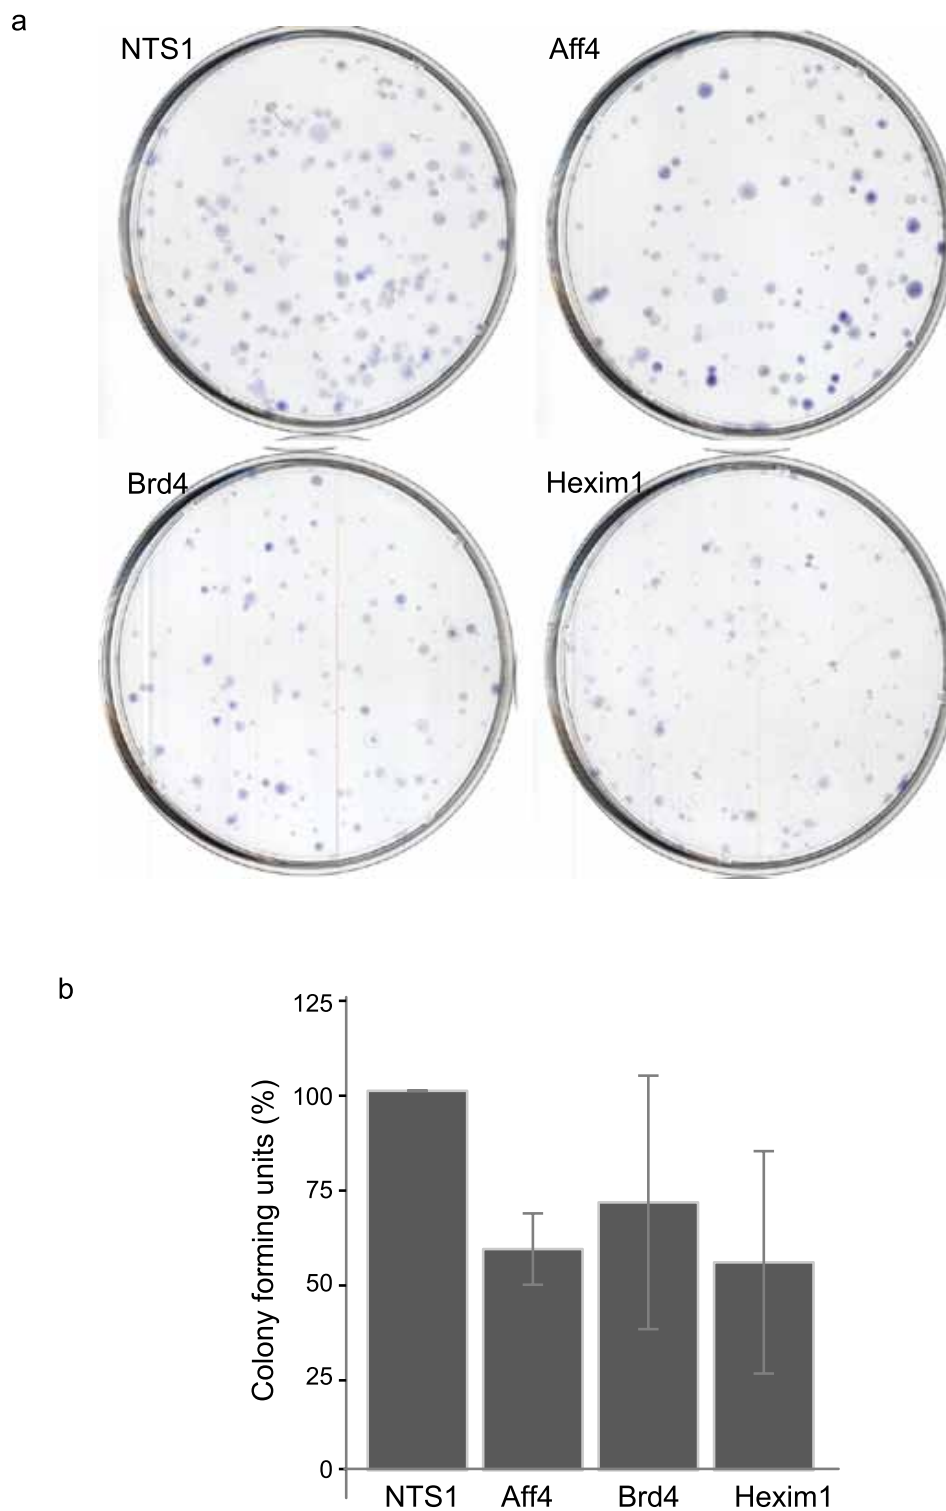 a
NTS1
Aff4
Brd4
Hexim1
b
125
100
75
50
25
0
Colony forming units (%)
NTS1 Aff4 Brd4 Hexim1